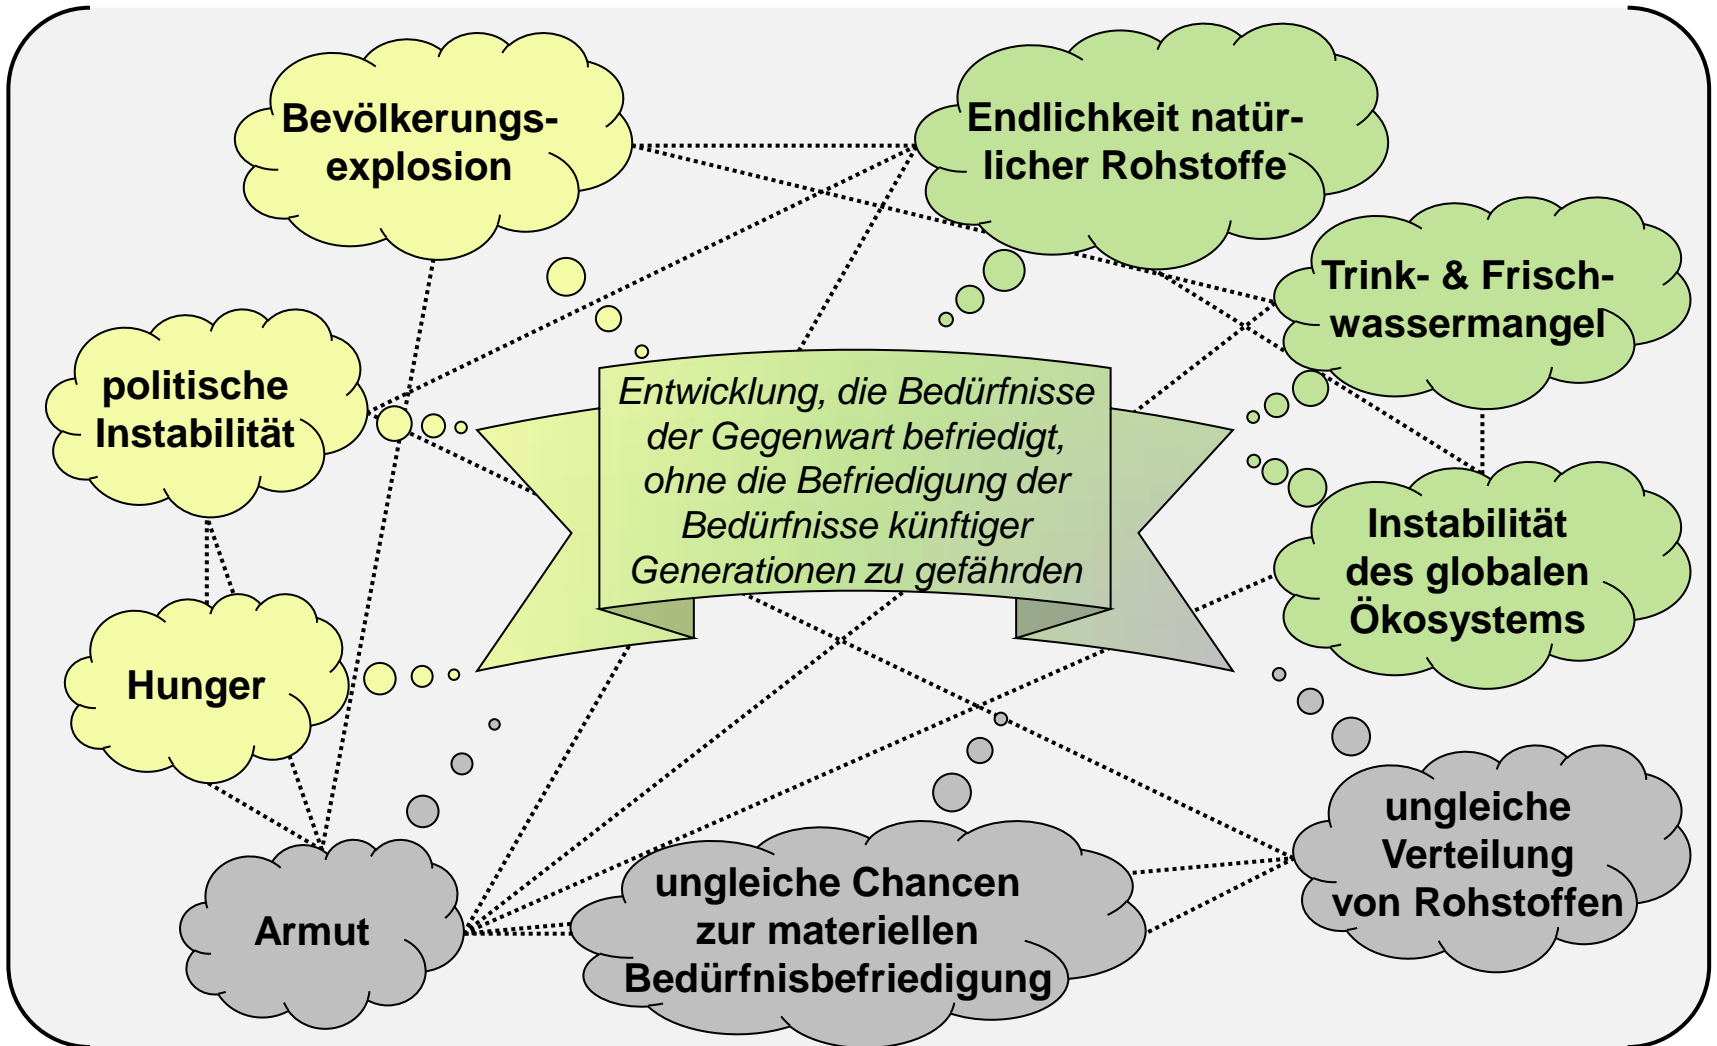 Bevölkerungs-
explosion
Endlichkeit natür-
licher Rohstoffe
Trink- & Frisch-
wassermangel
politische
Instabilität
Entwicklung, die Bedürfnisse
der Gegenwart befriedigt,
ohne die Befriedigung der
Bedürfnisse künftiger
Generationen zu gefährden
Instabilität
des globalen
Ökosystems
Hunger
ungleiche
Verteilung
von Rohstoffen
Armut
ungleiche Chancen
zur materiellen
Bedürfnisbefriedigung